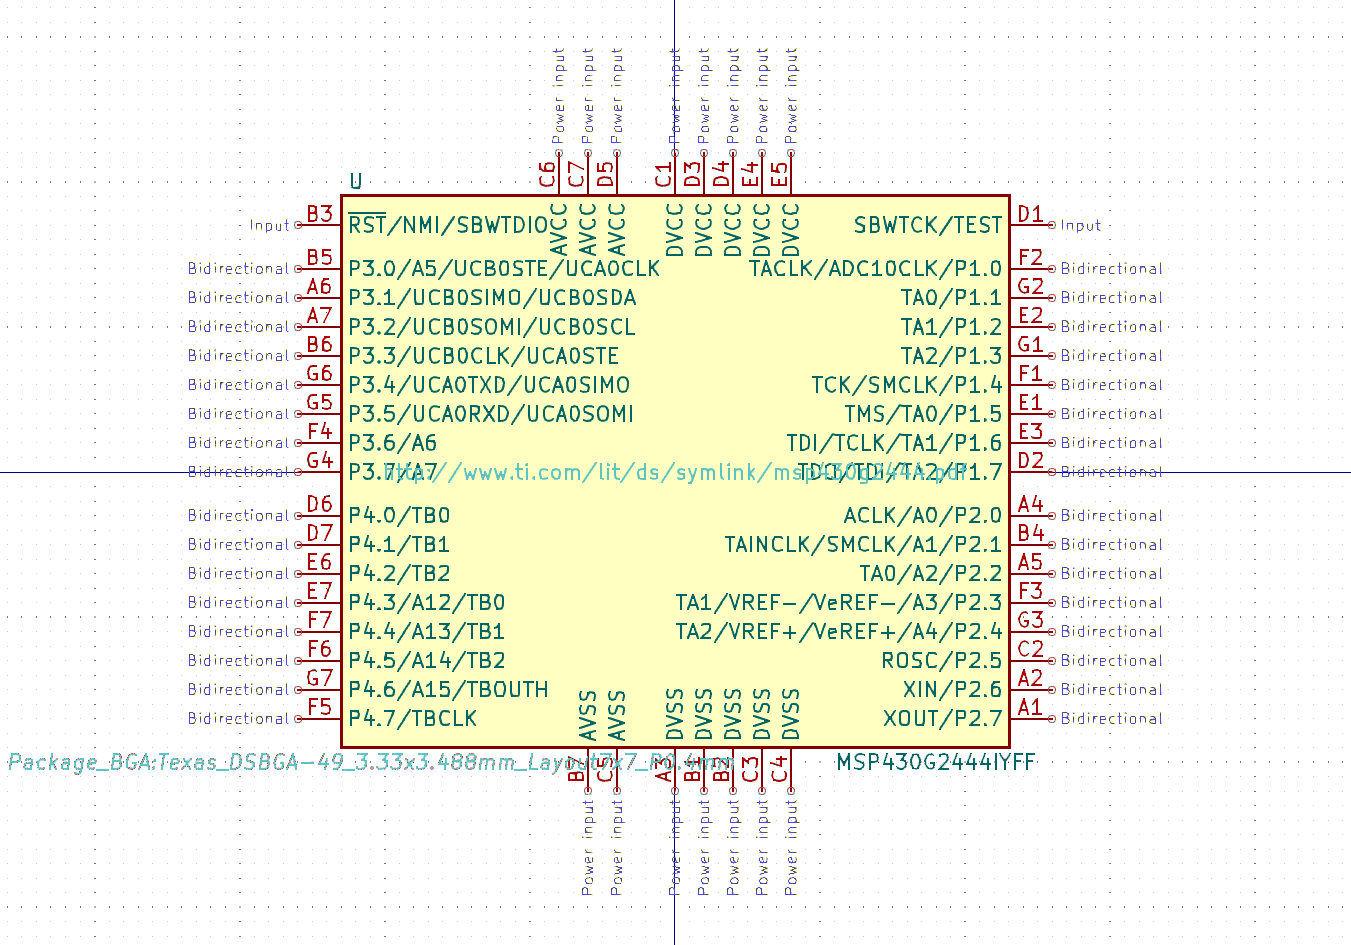 Power input Power input Power input Power input Power input Power input Power input Power input
C6 C7 D5 C1 D3 D4 E4 E5
U
AVCC AVCC AVCC DVCC DVCC DVCC DVCC DVCC
Input B3 RST/NMI/SBWTDIO SBWTCK/TEST D1 Input
Bidirectional B5 P3.0/A5/UCB0STE/UCA0CLK TACLK/ADC10CLK/P1.0 F2 Bidirectional
Bidirectional A6 P3.1/UCB0SIMO/UCB0SDA TA0/P1.1 G2 Bidirectional
Bidirectional A7 P3.2/UCB0SOMI/UCB0SCL TA1/P1.2 E2 Bidirectional
Bidirectional B6 P3.3/UCB0CLK/UCA0STE TA2/P1.3 G1 Bidirectional
Bidirectional G6 P3.4/UCA0TXD/UCA0SIMO TCK/SMCLK/P1.4 F1 Bidirectional
Bidirectional G5 P3.5/UCA0RXD/UCA0SOMI TMS/TA0/P1.5 E1 Bidirectional
Bidirectional F4 P3.6/A6 TDI/TCLK/TA1/P1.6 E3 Bidirectional
Bidirectional G4 P3.7/A7 http://www.ti.com/lit/ds/symlink/msp430g2444.pdf TDO/TDI/TA2/P1.7 D2 Bidirectional
Bidirectional D6 P4.0/TB0 ACLK/A0/P2.0 A4 Bidirectional
Bidirectional D7 P4.1/TB1 TAINCLK/SMCLK/A1/P2.1 B4 Bidirectional
Bidirectional E6 P4.2/TB2 TA0/A2/P2.2 A5 Bidirectional
Bidirectional E7 P4.3/A12/TB0 TA1/VREF-/VeREF-/A3/P2.3 F3 Bidirectional
Bidirectional F7 P4.4/A13/TB1 TA2/VREF+/VeREF+/A4/P2.4 G3 Bidirectional
Bidirectional F6 P4.5/A14/TB2 ROSC/P2.5 C2 Bidirectional
Bidirectional G7 P4.6/A15/TBOUTH XIN/P2.6 A2 Bidirectional
Bidirectional F5 P4.7/TBCLK XOUT/P2.7 A1 Bidirectional
AVSS AVSS DVSS DVSS DVSS DVSS DVSS
Package_BGA:Texas_DSBGA-49_3.33x3.488mm_Layout7x7_P0.4mm MSP430G2444IYFF
B7 C5 A3 B1 B2 C3 C4
Power input Power input Power input Power input Power input Power input Power input